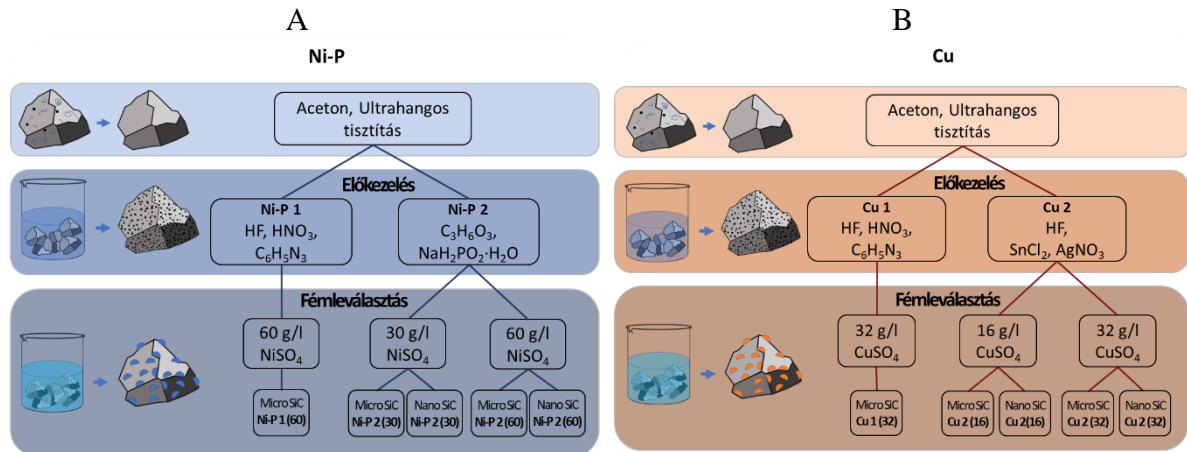 A
Ni-P
Aceton, Ultrahangos
tisztítás
Előkezelés
Ni-P 1
HF, HNO₃,
C₆H₅N₃
Ni-P 2
C₃H₆O₃,
NaH₂PO₂·H₂O
Fémleválasztás
60 g/l
NiSO₄
30 g/l
NiSO₄
60 g/l
NiSO₄
Micro SiC
Ni-P 1 (60)
Micro SiC
Ni-P 2 (30)
Nano SiC
Ni-P 2 (30)
Micro SiC
Ni-P 2 (60)
Nano SiC
Ni-P 2 (60)
B
Cu
Aceton, Ultrahangos
tisztítás
Előkezelés
Cu 1
HF, HNO₃,
C₆H₅N₃
Cu 2
HF,
SnCl₂, AgNO₃
Fémleválasztás
32 g/l
CuSO₄
16 g/l
CuSO₄
32 g/l
CuSO₄
Micro SiC
Cu 1 (32)
Micro SiC
Cu 2 (16)
Nano SiC
Cu 2(16)
Micro SiC
Cu 2 (32)
Nano SiC
Cu 2 (32)